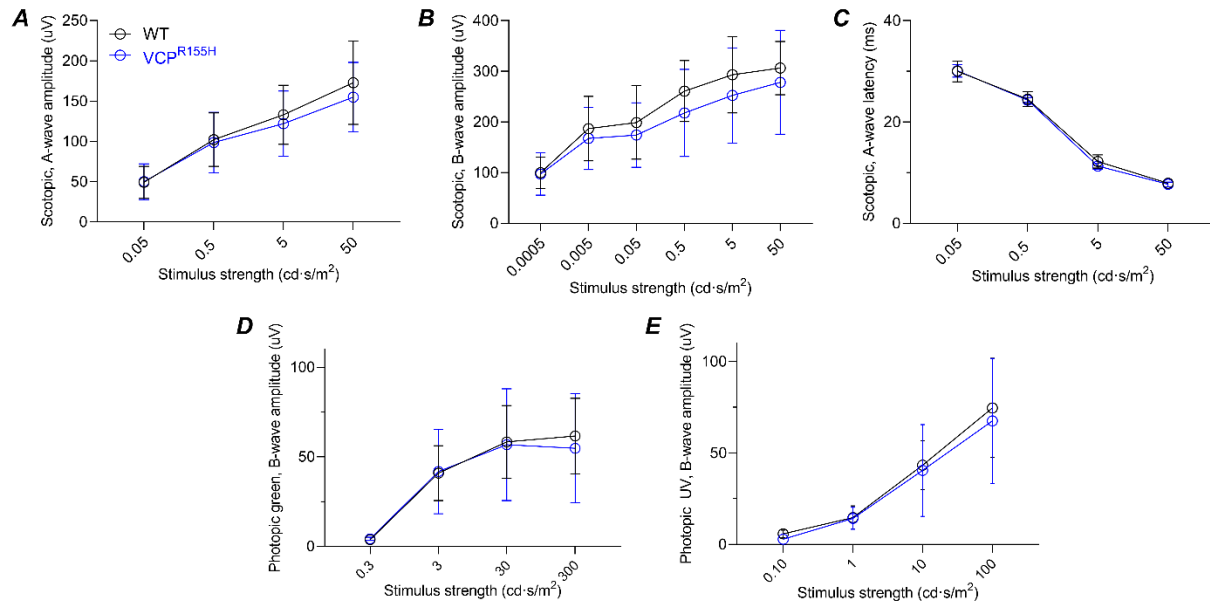 A
Scotopic, A-wave amplitude (uV)
250
200
150
100
50
0
WT
VCP^R155H
0.05
0.5
5
50
Stimulus strength (cd·s/m²)
B
Scotopic, B-wave amplitude (uV)
400
300
200
100
0
0.0005
0.005
0.05
0.5
5
50
Stimulus strength (cd·s/m²)
C
Scotopic, A-wave latency (ms)
40
20
0
0.05
0.5
5
50
Stimulus strength (cd·s/m²)
D
Photopic green, B-wave amplitude (uV)
100
50
0
0.3
3
30
300
Stimulus strength (cd·s/m²)
E
Photopic UV, B-wave amplitude (uV)
100
50
0
0.10
1
10
100
Stimulus strength (cd·s/m²)